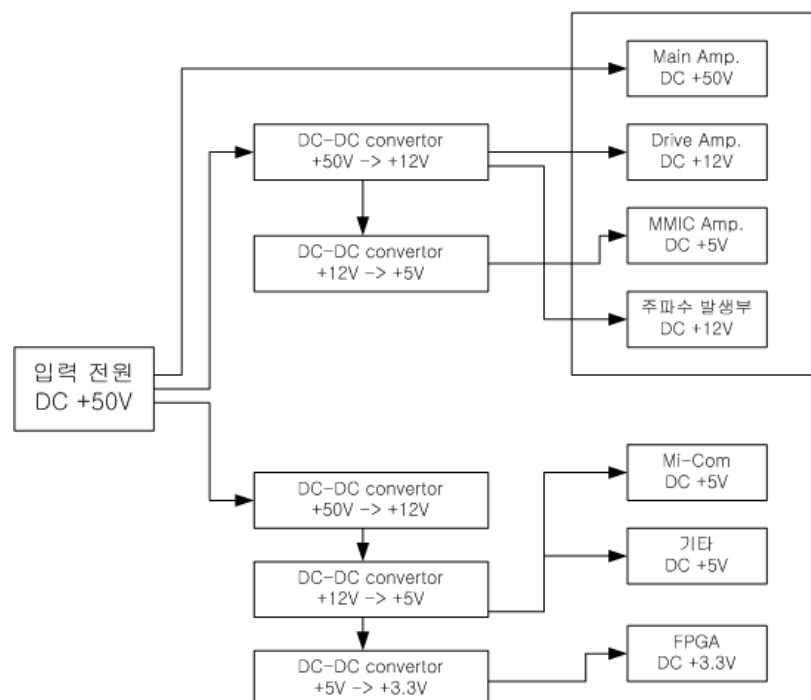 Main Amp.
DC +50V
DC-DC convertor
+50V -> +12V
Drive Amp.
DC +12V
DC-DC convertor
+12V -> +5V
MMIC Amp.
DC +5V
주파수 발생부
DC +12V
입력 전원
DC +50V
DC-DC convertor
+50V -> +12V
Mi-Com
DC +5V
DC-DC convertor
+12V -> +5V
기타
DC +5V
DC-DC convertor
+5V -> +3.3V
FPGA
DC +3.3V